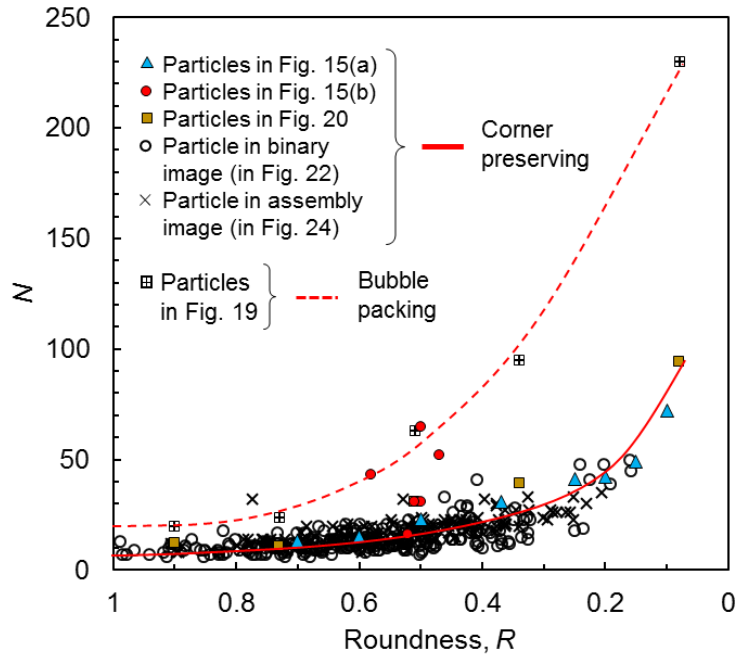 250
200
150
100
50
0
N
Particles in Fig. 15(a)
Particles in Fig. 15(b)
Particles in Fig. 20
Particle in binary
image (in Fig. 22)
Particle in assembly
image (in Fig. 24)
Corner
preserving
Particles
in Fig. 19
Bubble
packing
1 0.8 0.6 0.4 0.2 0
Roundness, R